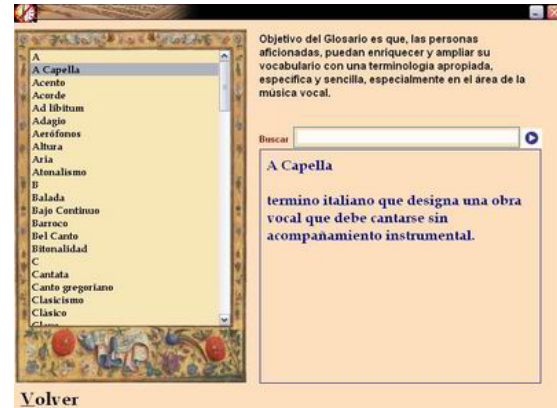 Objetivo del Glosario es que, las personas
aficionadas, puedan enriquecer y ampliar su
vocabulario con una terminología apropiada,
específica y sencilla, especialmente en el área de la
música vocal.
A
A Capella
Acento
Acorde
Ad libitum
Adagio
Aerófonos
Altura
Aria
Atonalismo
B
Balada
Bajo Continuo
Barroco
Bel Canto
Bitonalidad
C
Cantata
Canto gregoriano
Clasicismo
Clásico
Buscar
A Capella
termino italiano que designa una obra
vocal que debe cantarse sin
acompañamiento instrumental.
Volver